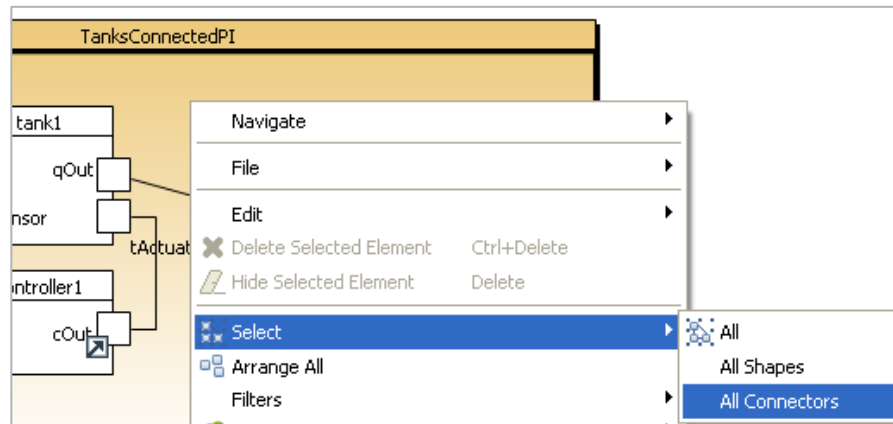 TanksConnectedPI
tank1
qOut
nsor
tActuat
ntroller1
cOut
Navigate
File
Edit
Delete Selected Element Ctrl+Delete
Hide Selected Element Delete
Select
Arrange All
Filters
All
All Shapes
All Connectors